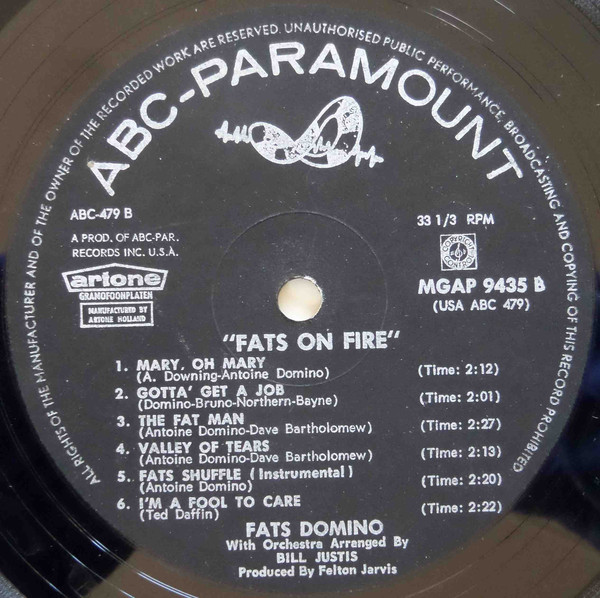 ALL RIGHTS OF THE MANUFACTURER AND OF THE OWNER OF THE RECORDED WORK ARE RESERVED. UNAUTHORISED PUBLIC PERFORMANCE, BROADCASTING AND COPYING OF THIS RECORD PROHIBITED
ABC-PARAMOUNT
ABC-479 B
33 1/3 RPM
A PROD. OF ABC-PAR.
RECORDS INC. U.S.A.
artone
GRAMOFOONPLATEN
MANUFACTURED BY
ARTONE HOLLAND
MGAP 9435 B
(USA ABC 479)
"FATS ON FIRE"
1. MARY, OH MARY
(A. Downing-Antoine Domino) (Time: 2:12)
2. GOTTA' GET A JOB
(Domino-Bruno-Northern-Bayne) (Time: 2:01)
3. THE FAT MAN
(Antoine Domino-Dave Bartholomew) (Time: 2:27)
4. VALLEY OF TEARS
(Antoine Domino-Dave Bartholomew) (Time: 2:13)
5. FATS SHUFFLE (Instrumental)
(Antoine Domino) (Time: 2:20)
6. I'M A FOOL TO CARE
(Ted Daffin) (Time: 2:22)
FATS DOMINO
With Orchestra Arranged By
BILL JUSTIS
Produced By Felton Jarvis